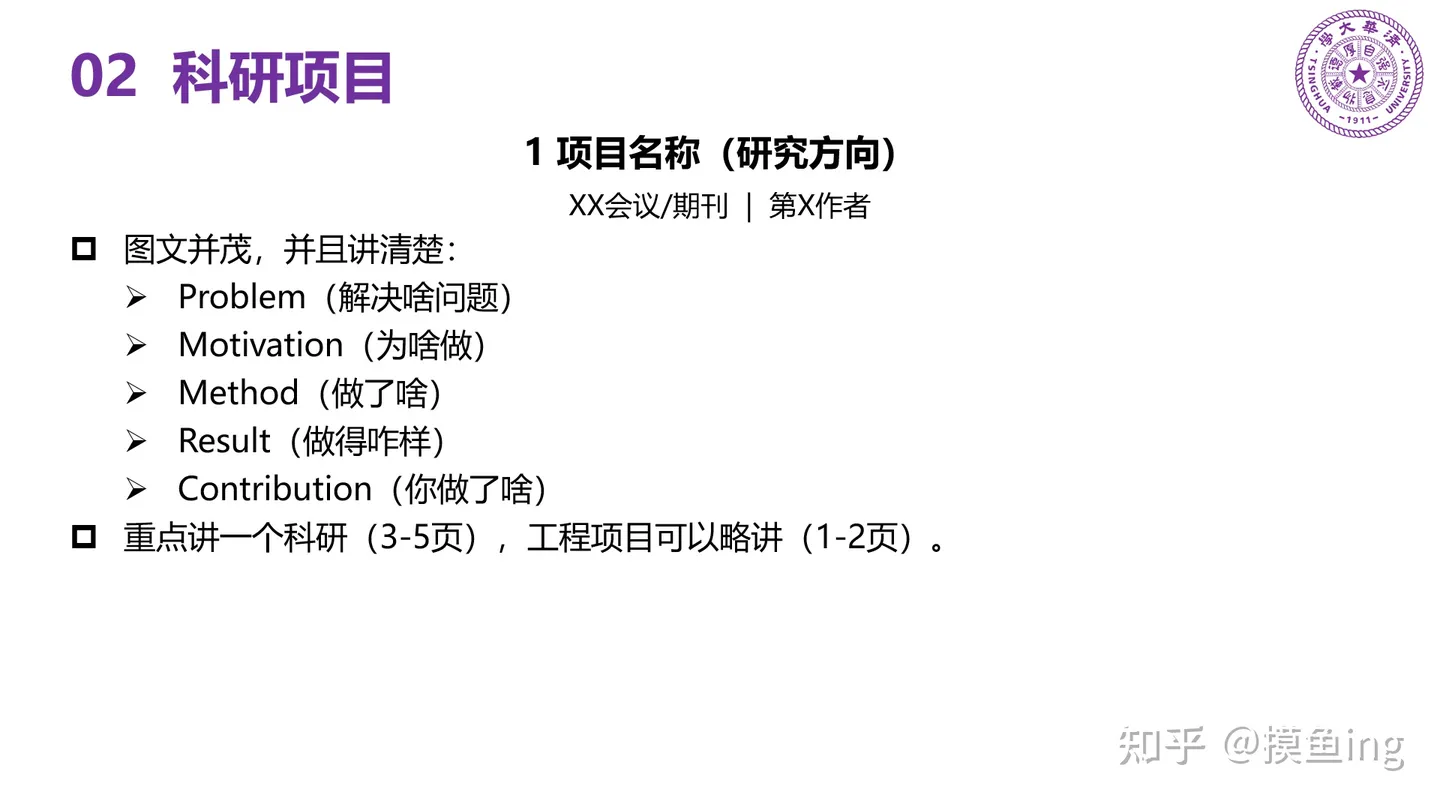 02 科研项目
清華大學
自强不息厚德載物
TSINGHUA UNIVERSITY
–1911–
1 项目名称（研究方向）
XX会议/期刊 | 第X作者
图文并茂，并且讲清楚：
Problem（解决啥问题）
Motivation（为啥做）
Method（做了啥）
Result（做得咋样）
Contribution（你做了啥）
重点讲一个科研（3-5页），工程项目可以略讲（1-2页）。
知乎 @摸鱼ing